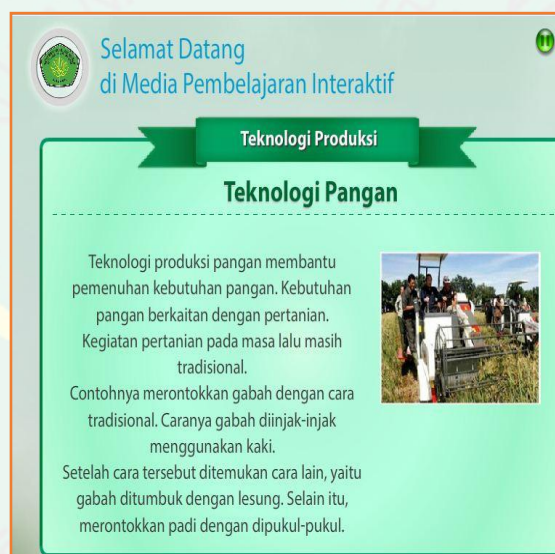 Selamat Datang
di Media Pembelajaran Interaktif
Teknologi Produksi
Teknologi Pangan
Teknologi produksi pangan membantu
pemenuhan kebutuhan pangan. Kebutuhan
pangan berkaitan dengan pertanian.
Kegiatan pertanian pada masa lalu masih
tradisional.
Contohnya merontokkan gabah dengan cara
tradisional. Caranya gabah diinjak-injak
menggunakan kaki.
Setelah cara tersebut ditemukan cara lain, yaitu
gabah ditumbuk dengan lesung. Selain itu,
merontokkan padi dengan dipukul-pukul.